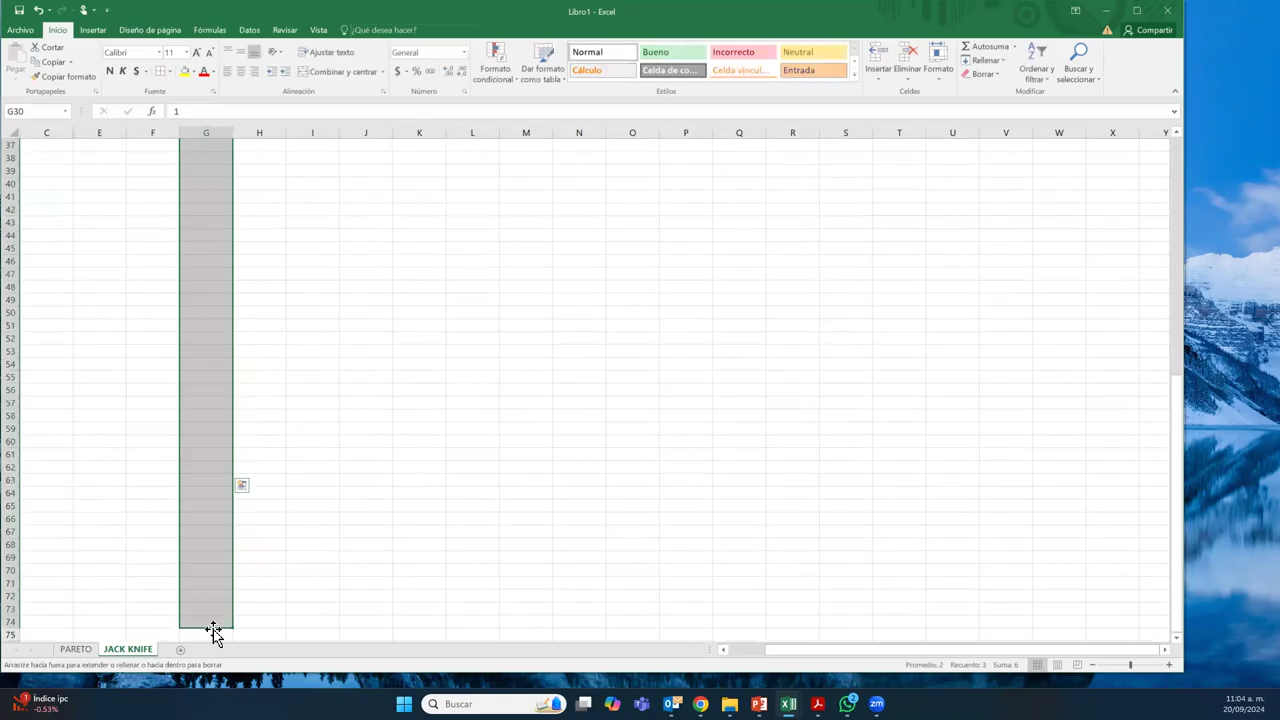 Libro1 - Excel
Archivo Inicio Insertar Diseño de página Fórmulas Datos Revisar Vista ¿Qué desea hacer? Compartir
Pegar
Cortar
Copiar
Copiar formato
Portapapeles
Calibri 11
N K S
Fuente
Ajustar texto
Combinar y centrar
Alineación
General
$ % 000
Número
Formato condicional
Dar formato como tabla
Normal Bueno Incorrecto Neutral
Cálculo Celda de co... Celda vincul... Entrada
Estilos
Insertar Eliminar Formato
Celdas
Autosuma
Rellenar
Borrar
Ordenar y filtrar
Buscar y seleccionar
Modificar
G30 fx 1
C E F G H I J K L M N O P Q R S T U V W X Y
37
38
39
40
41
42
43
44
45
46
47
48
49
50
51
52
53
54
55
56
57
58
59
60
61
62
63
64
65
66
67
68
69
70
71
72
73
74
75
PARETO JACK KNIFE
Arrastre hacia fuera para extender o rellenar o hacia dentro para borrar
Promedio: 2 Recuento: 3 Suma: 6
1
Índice ipc
-0.53%
Buscar
2
zm
11:04 a. m.
20/09/2024